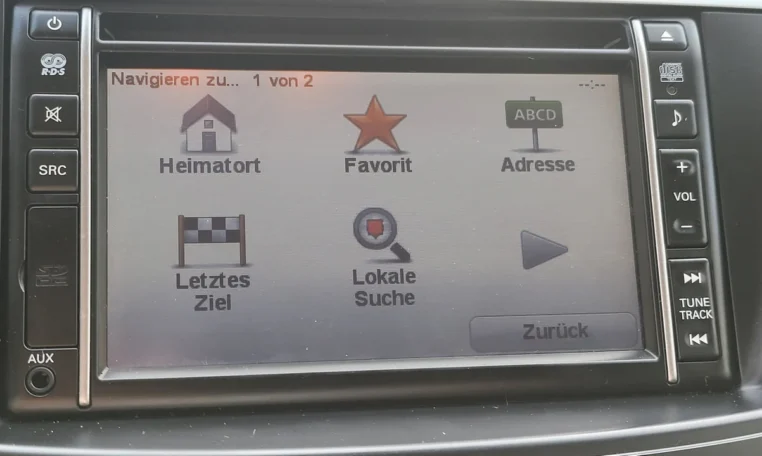 R·D·S
SRC
AUX
Navigieren zu... 1 von 2
--:--
Heimatort
Favorit
ABCD
Adresse
Letztes
Ziel
Lokale
Suche
Zurück
+
VOL
−
TUNE
TRACK